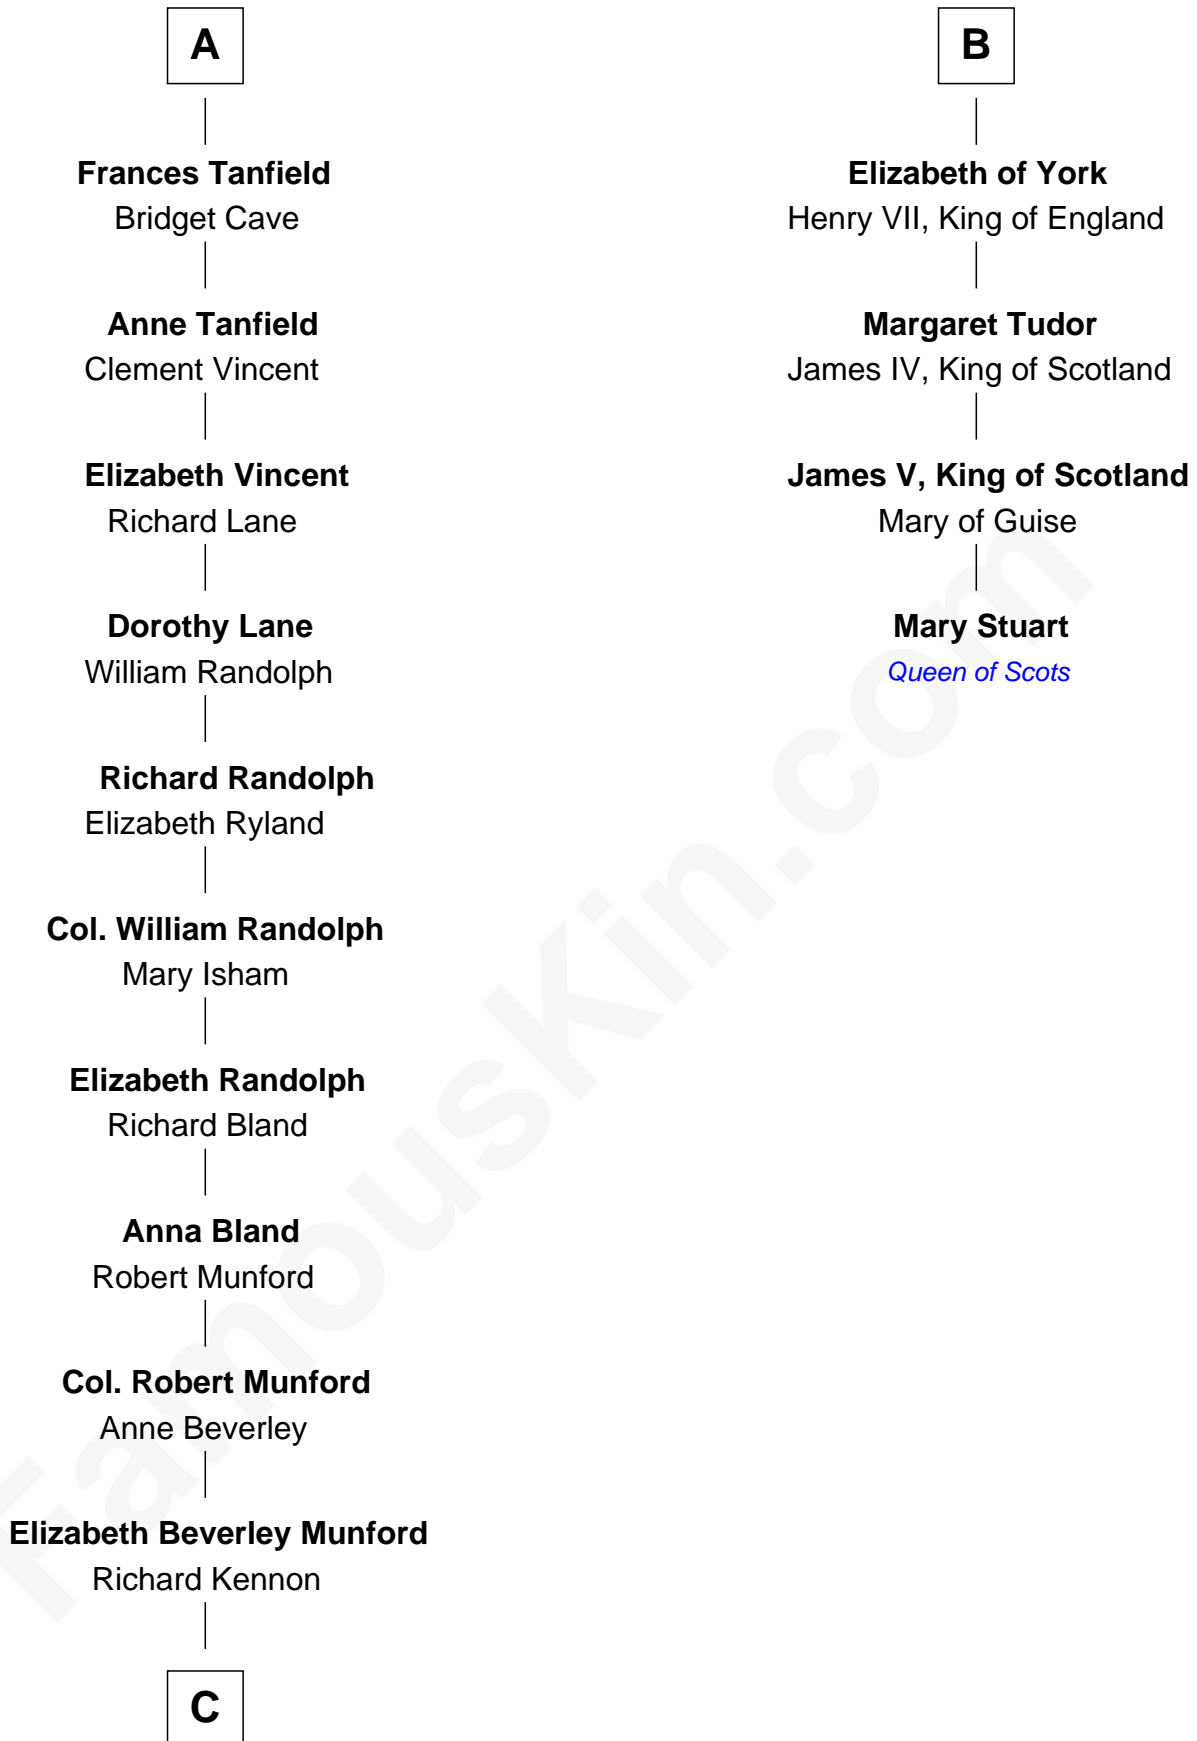 A
Frances Tanfield
Bridget Cave
Anne Tanfield
Clement Vincent
Elizabeth Vincent
Richard Lane
Dorothy Lane
William Randolph
Richard Randolph
Elizabeth Ryland
Col. William Randolph
Mary Isham
Elizabeth Randolph
Richard Bland
Anna Bland
Robert Munford
Col. Robert Munford
Anne Beverley
Elizabeth Beverley Munford
Richard Kennon
C
B
Elizabeth of York
Henry VII, King of England
Margaret Tudor
James IV, King of Scotland
James V, King of Scotland
Mary of Guise
Mary Stuart
Queen of Scots
FamousKin.com